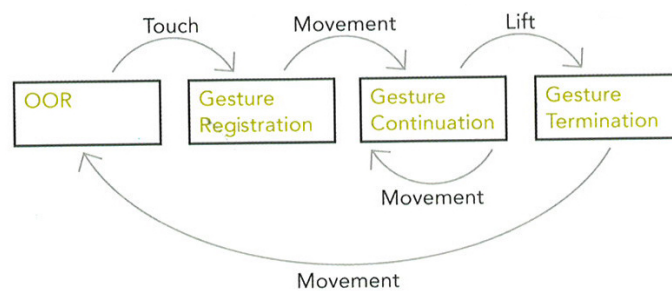 Touch
Movement
Lift
OOR
Gesture
Registration
Gesture
Continuation
Gesture
Termination
Movement
Movement